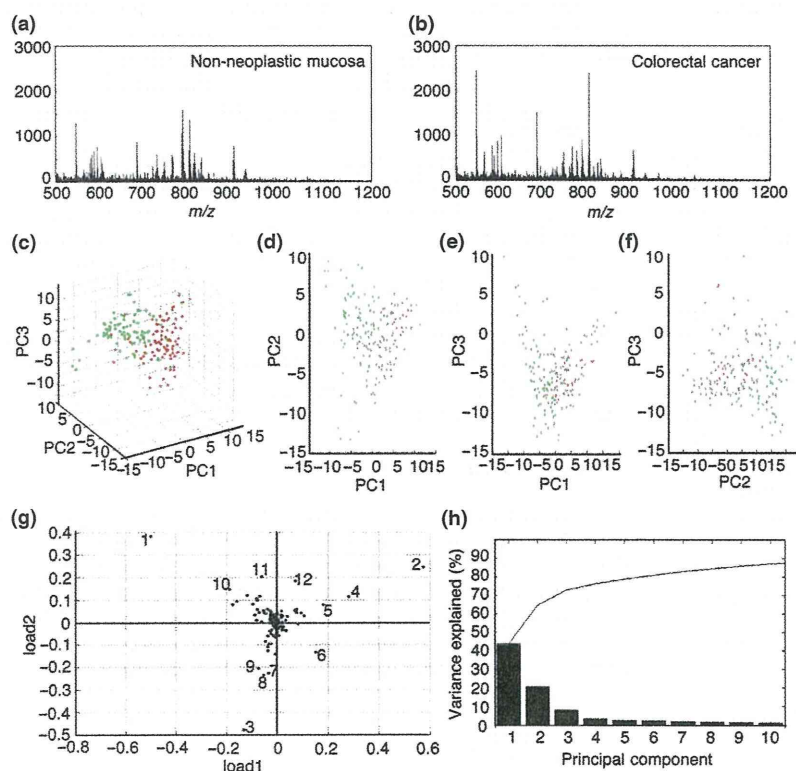 (a)
3000
2000
1000
0
Non-neoplastic mucosa
500 600 700 800 900 1000 1100 1200
m/z
(b)
3000
2000
1000
0
Colorectal cancer
500 600 700 800 900 1000 1100 1200
m/z
(c)
PC3
10
5
0
−5
−10
10
5
0
−5
−10
−15
PC2
−15
−10
−5
0
5
10
15
PC1
(d)
PC2
10
5
0
−5
−10
−15
−15 −10 −5 0 5 10 15
PC1
(e)
PC3
10
5
0
−5
−10
−15
−15 −10 −5 0 5 10 15
PC1
(f)
PC3
10
5
0
−5
−10
−15
−15−10−50 510 15
PC2
(g)
load2
0.4
0.3
0.2
0.1
0
−0.1
−0.2
−0.3
−0.4
−0.5
1
2
11
12
10
4
5
6
9
7
8
3
−0.8 −0.6 −0.4 −0.2 0 0.2 0.4 0.6
load1
(h)
Variance explained (%)
90
80
70
60
50
40
30
20
10
0
1 2 3 4 5 6 7 8 9 10
Principal component